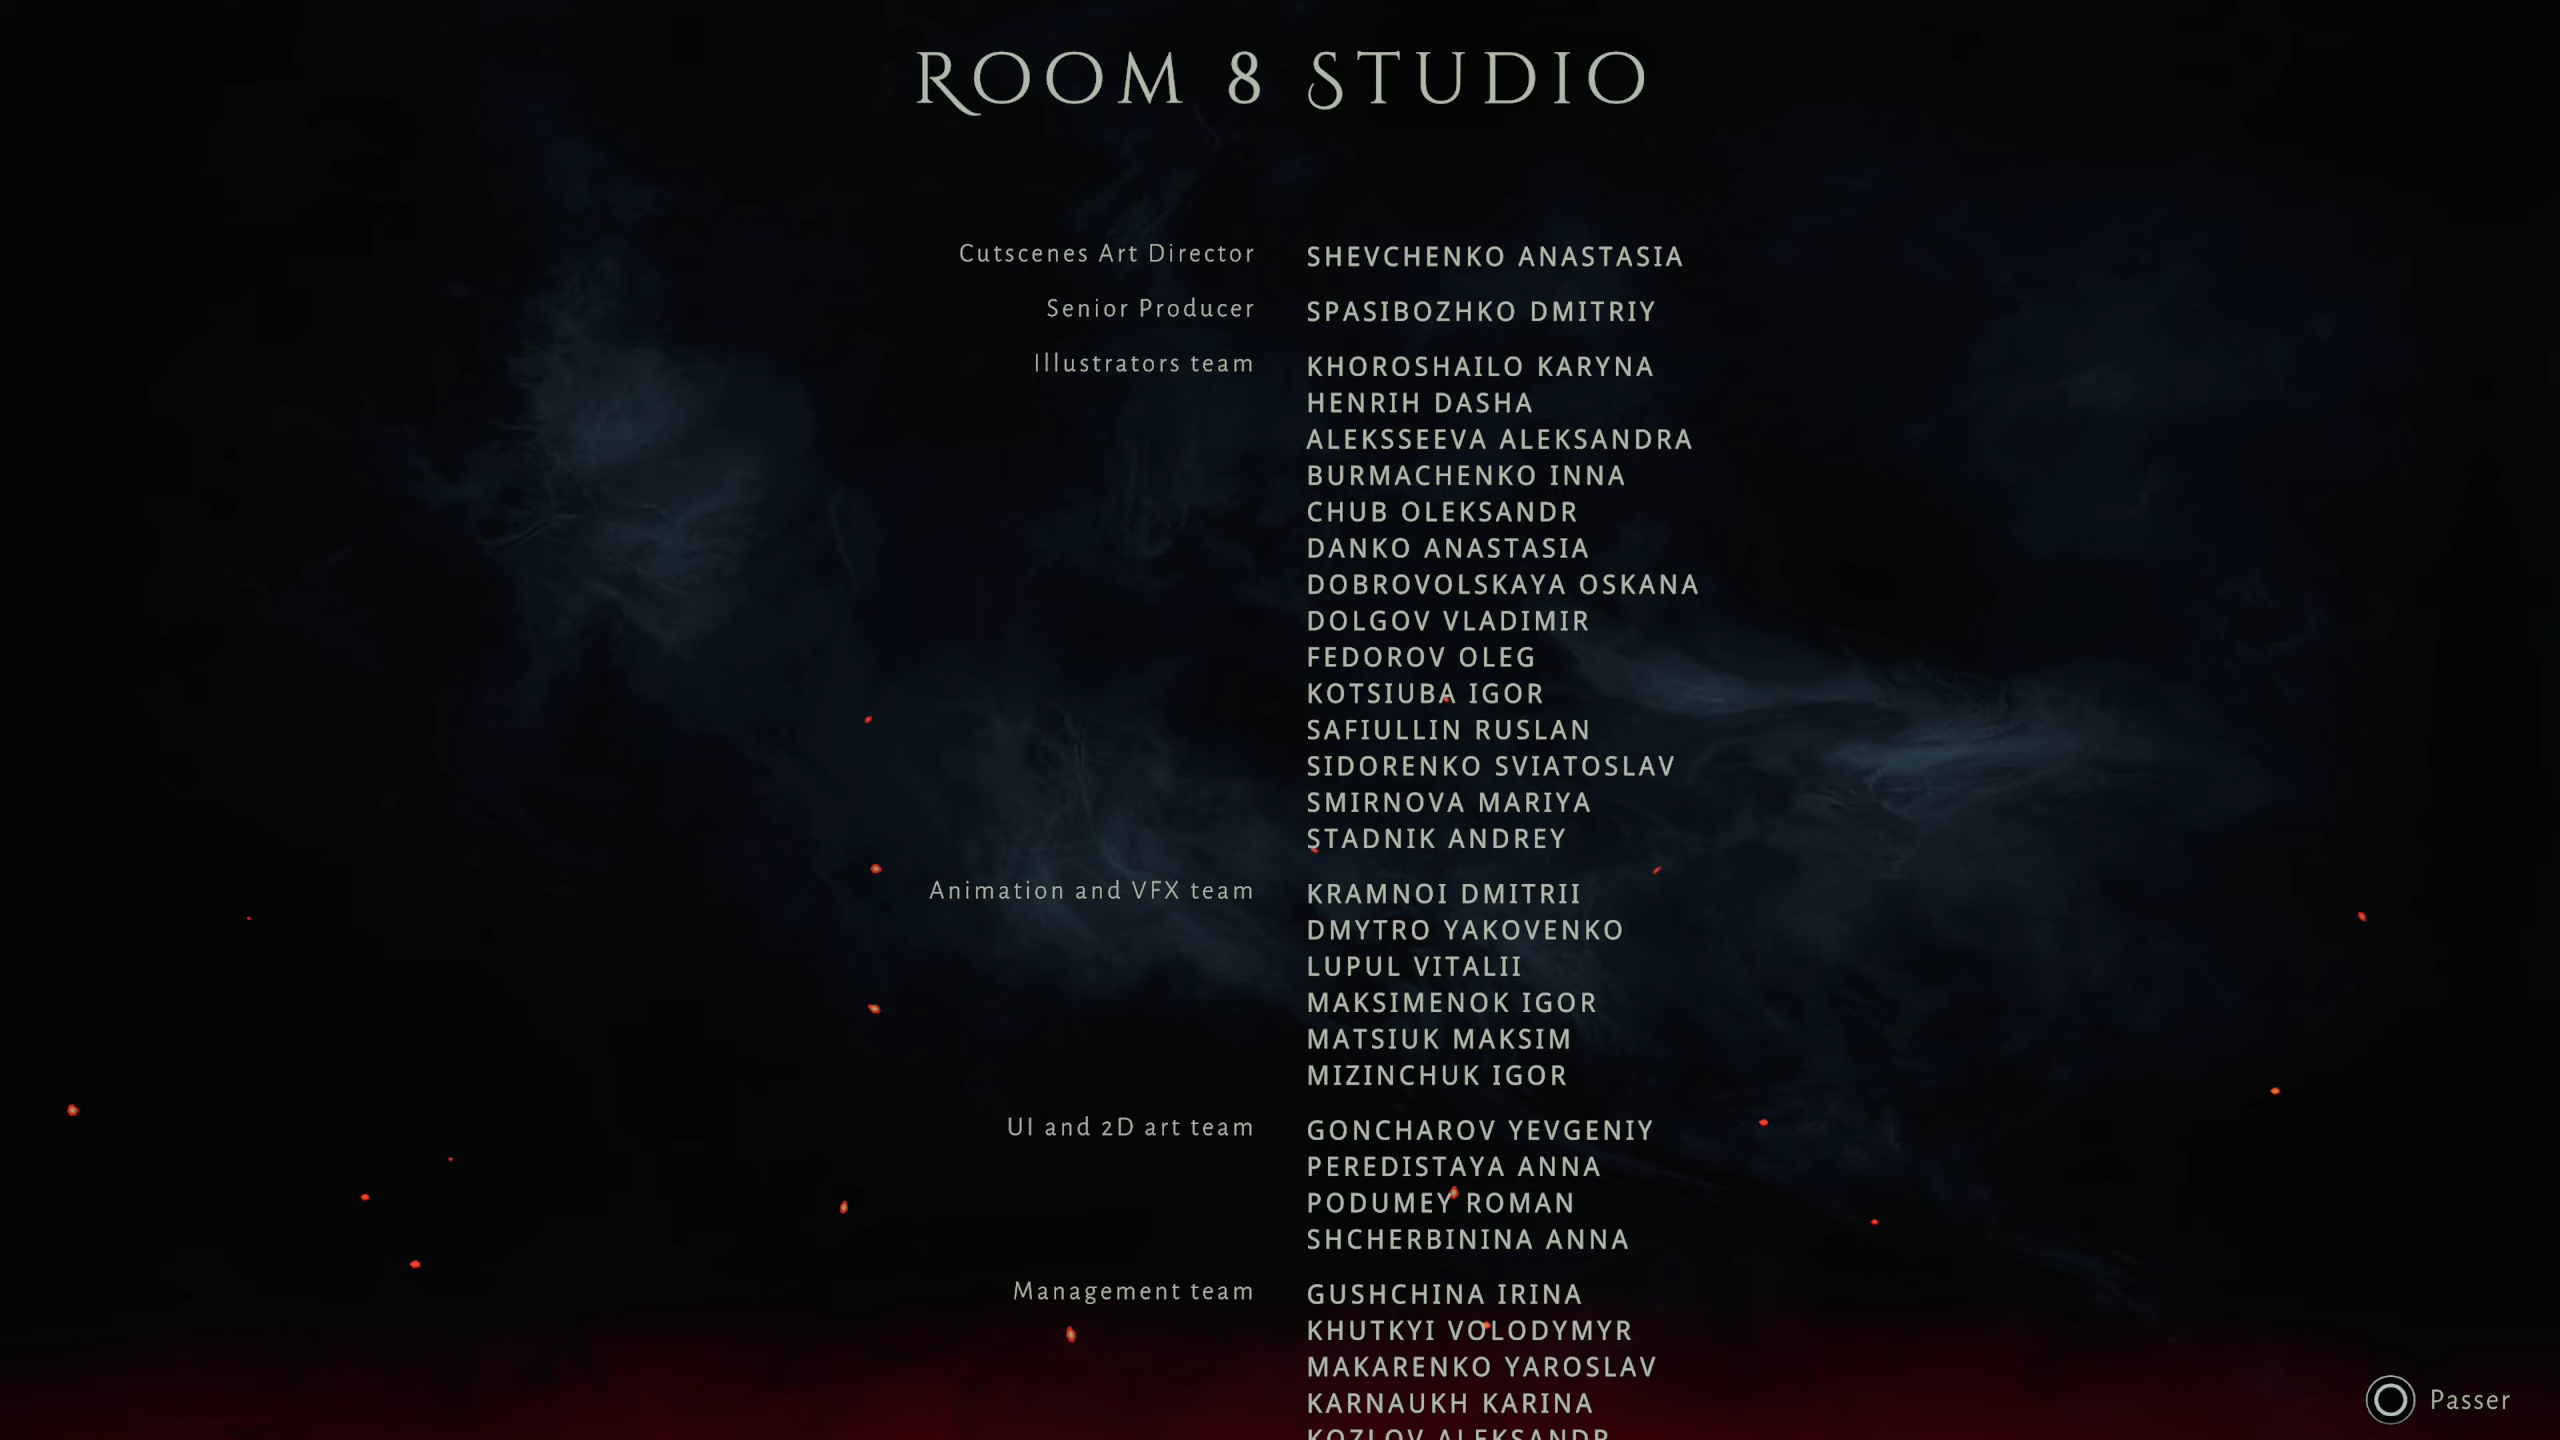 ROOM 8 STUDIO
Cutscenes Art Director SHEVCHENKO ANASTASIA
Senior Producer SPASIBOZHKO DMITRIY
Illustrators team KHOROSHAILO KARYNA
HENRIH DASHA
ALEKSSEEVA ALEKSANDRA
BURMACHENKO INNA
CHUB OLEKSANDR
DANKO ANASTASIA
DOBROVOLSKAYA OSKANA
DOLGOV VLADIMIR
FEDOROV OLEG
KOTSIUBA IGOR
SAFIULLIN RUSLAN
SIDORENKO SVIATOSLAV
SMIRNOVA MARIYA
STADNIK ANDREY
Animation and VFX team KRAMNOI DMITRII
DMYTRO YAKOVENKO
LUPUL VITALII
MAKSIMENOK IGOR
MATSIUK MAKSIM
MIZINCHUK IGOR
UI and 2D art team GONCHAROV YEVGENIY
PEREDISTAYA ANNA
PODUMEY ROMAN
SHCHERBININA ANNA
Management team GUSHCHINA IRINA
KHUTKYI VOLODYMYR
MAKARENKO YAROSLAV
KARNAUKH KARINA
KOZLOV ALEKSANDR
Passer